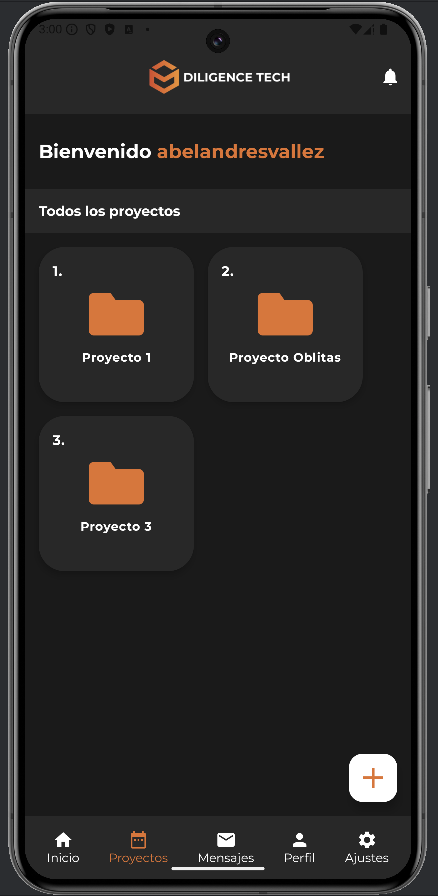 3:00
DILIGENCE TECH
Bienvenido abelandresvallez
Todos los proyectos
1.
Proyecto 1
2.
Proyecto Oblitas
3.
Proyecto 3
Inicio
Proyectos
Mensajes
Perfil
Ajustes